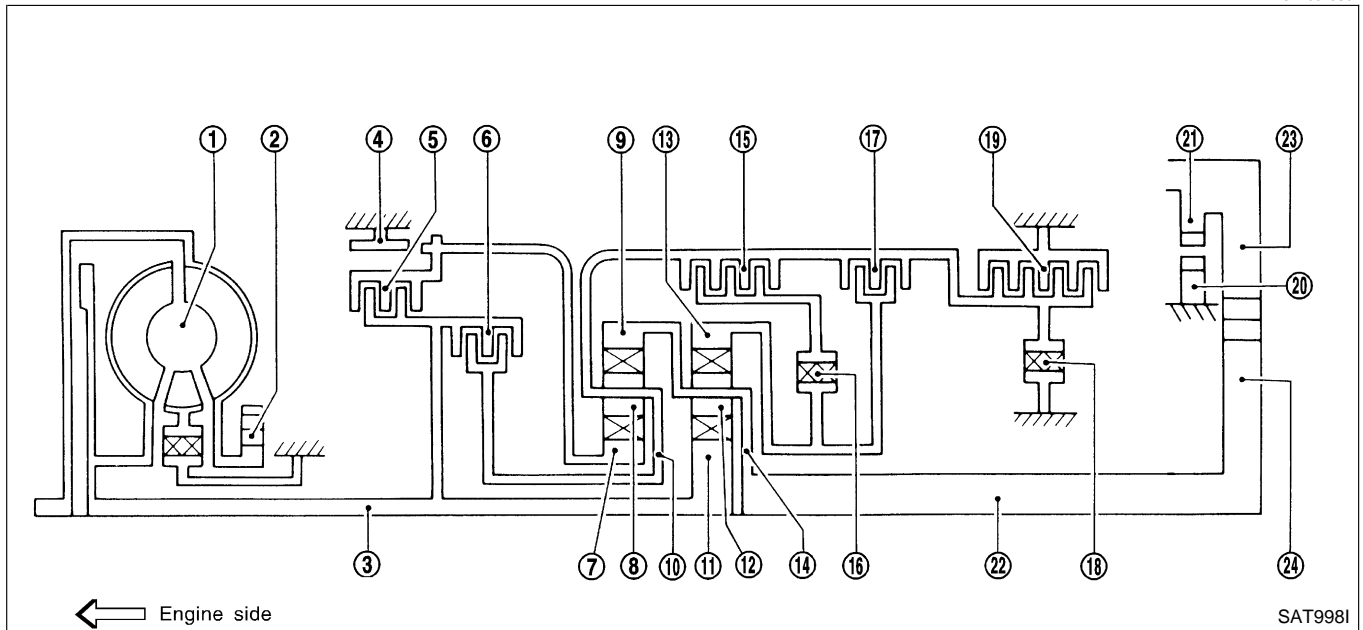 ① ② ④ ⑤ ⑥ ⑨ ⑬ ⑮ ⑰ ⑲ ㉑ ㉓
⑳
③ ⑦ ⑧ ⑩ ⑪ ⑫ ⑭ ⑯ ㉒ ⑱ ㉔
Engine side
SAT998I